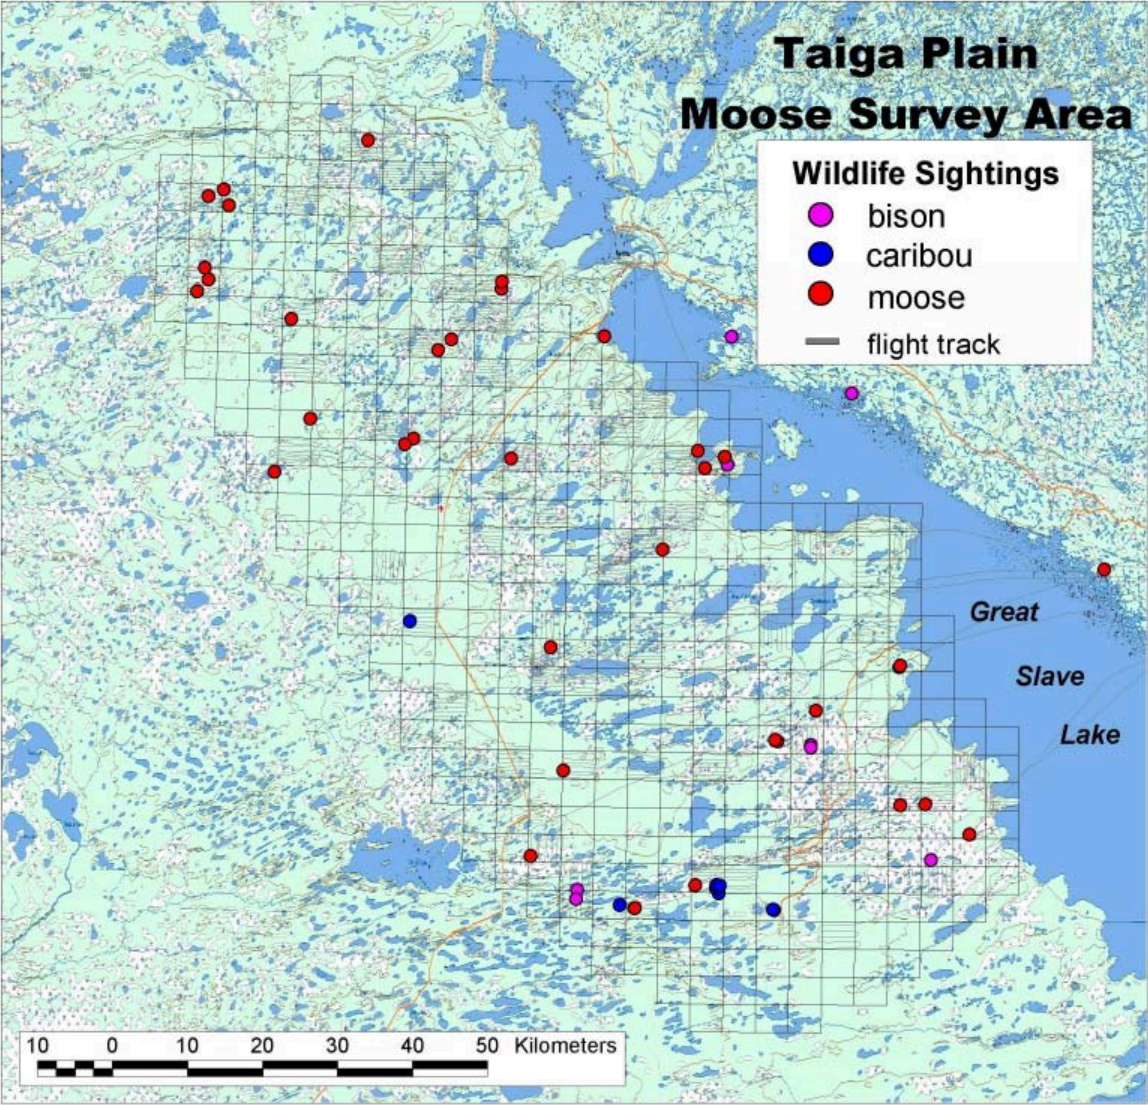 Taiga Plain
Moose Survey Area
Wildlife Sightings
bison
caribou
moose
flight track
Great
Slave
Lake
10 0 10 20 30 40 50 Kilometers